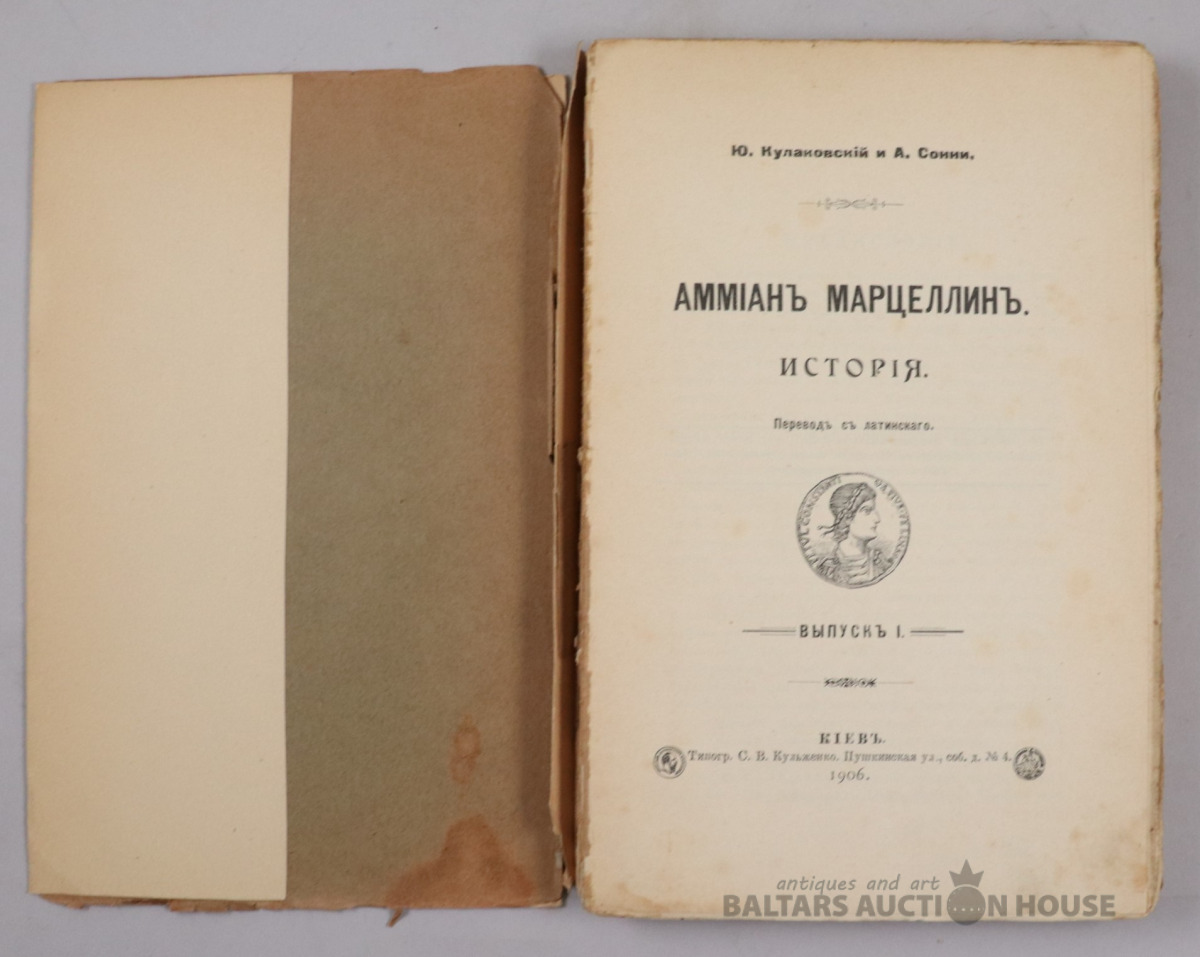 Ю. Кулаковскій и А. Сонни.
АММІАНЪ МАРЦЕЛЛИНЪ.
ИСТОРІЯ.
Переводъ съ латинскаго.
ВЫПУСКЪ I.
КІЕВЪ.
Типогр. С. В. Кульженко. Пушкинская ул., соб. д. № 4.
1906.
antiques and art
BALTARS AUCTION HOUSE